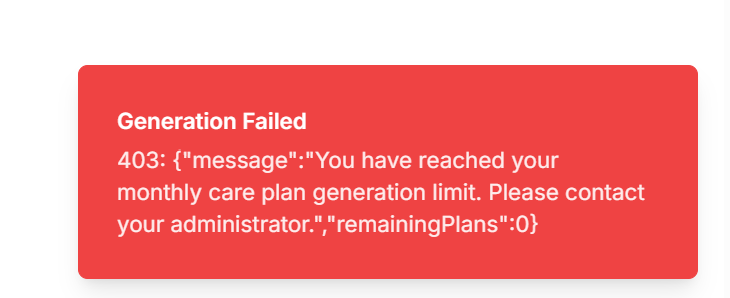 Generation Failed
403: {"message":"You have reached your
monthly care plan generation limit. Please contact
your administrator.","remainingPlans":0}